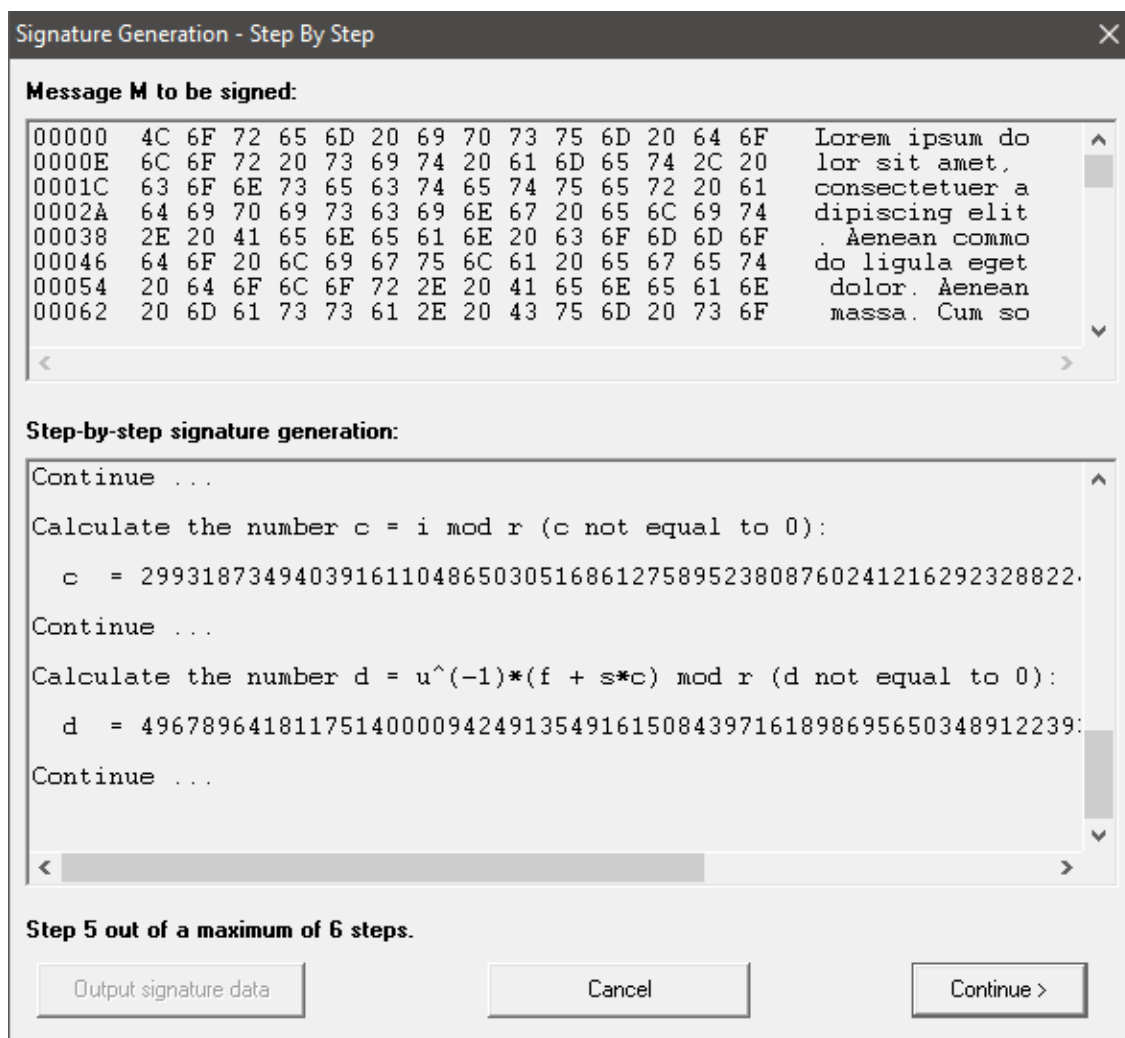 Signature Generation - Step By Step
Message M to be signed:
00000 4C 6F 72 65 6D 20 69 70 73 75 6D 20 64 6F Lorem ipsum do
0000E 6C 6F 72 20 73 69 74 20 61 6D 65 74 2C 20 lor sit amet,
0001C 63 6F 6E 73 65 63 74 65 74 75 65 72 20 61 consectetuer a
0002A 64 69 70 69 73 63 69 6E 67 20 65 6C 69 74 dipiscing elit
00038 2E 20 41 65 6E 65 61 6E 20 63 6F 6D 6D 6F . Aenean commo
00046 64 6F 20 6C 69 67 75 6C 61 20 65 67 65 74 do ligula eget
00054 20 64 6F 6C 6F 72 2E 20 41 65 6E 65 61 6E dolor. Aenean
00062 20 6D 61 73 73 61 2E 20 43 75 6D 20 73 6F massa. Cum so
Step-by-step signature generation:
Continue ...
Calculate the number c = i mod r (c not equal to 0):
c = 29931873494039161104865030516861275895238087602412162923288224
Continue ...
Calculate the number d = u^(-1)*(f + s*c) mod r (d not equal to 0):
d = 49678964181175140000942491354916150843971618986956503489122393
Continue ...
Step 5 out of a maximum of 6 steps.
Output signature data
Cancel
Continue >